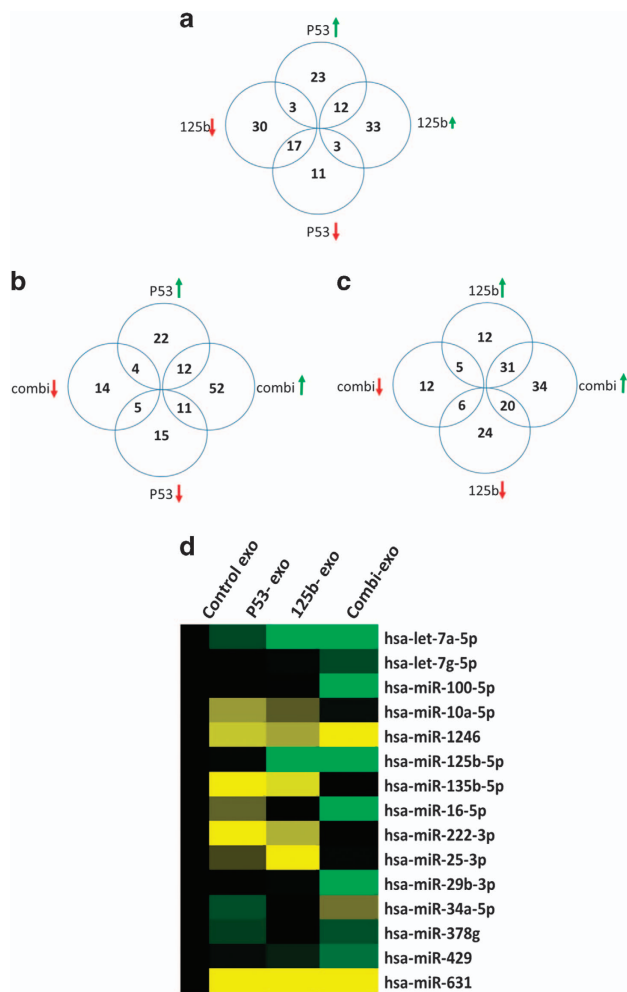 a
P53
23
3
12
125b
30
33
125b
17
3
11
P53
b
P53
22
4
12
combi
14
52
combi
5
11
15
P53
c
125b
12
5
31
combi
12
34
combi
6
20
24
125b
d
Control exo
P53- exo
125b- exo
Combi-exo
hsa-let-7a-5p
hsa-let-7g-5p
hsa-miR-100-5p
hsa-miR-10a-5p
hsa-miR-1246
hsa-miR-125b-5p
hsa-miR-135b-5p
hsa-miR-16-5p
hsa-miR-222-3p
hsa-miR-25-3p
hsa-miR-29b-3p
hsa-miR-34a-5p
hsa-miR-378g
hsa-miR-429
hsa-miR-631